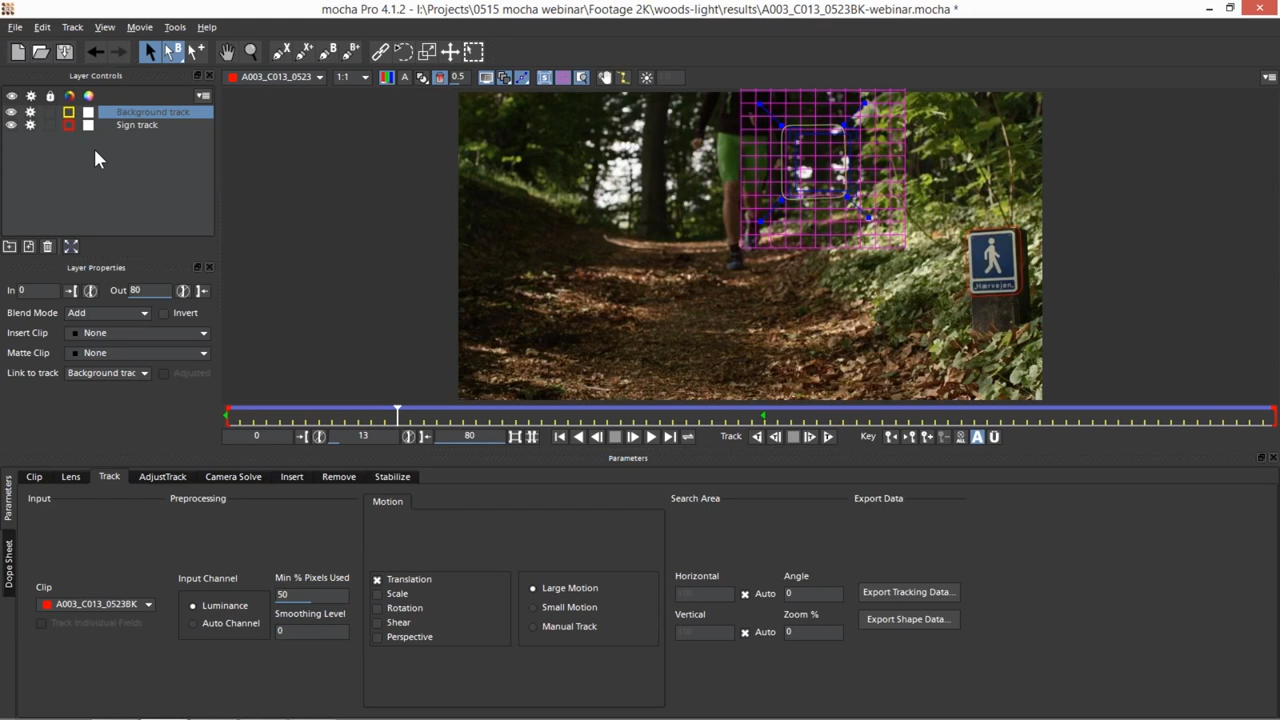 mocha Pro 4.1.2 - I:\Projects\0515 mocha webinar\Footage 2K\woods-light\results\A003_C013_0523BK-webinar.mocha *
File Edit Track View Movie Tools Help
Layer Controls
A003_C013_0523 1:1 A 0.5
Background track
Sign track
Hærvejen
Layer Properties
In 0 Out 80
Blend Mode Add Invert
Insert Clip None
Matte Clip None
Link to track Background trac Adjusted
0 13 80 Track Key ALL A Ü
Parameters
Clip Lens Track AdjustTrack Camera Solve Insert Remove Stabilize
Parameters
Dope Sheet
Input Preprocessing Motion Search Area Export Data
Clip
A003_C013_0523BK
Track Individual Fields
Input Channel
Luminance
Auto Channel
Min % Pixels Used
50
Smoothing Level
0
Translation
Scale
Rotation
Shear
Perspective
Large Motion
Small Motion
Manual Track
Horizontal Angle
Auto 0
Vertical Zoom %
Auto 0
Export Tracking Data...
Export Shape Data...